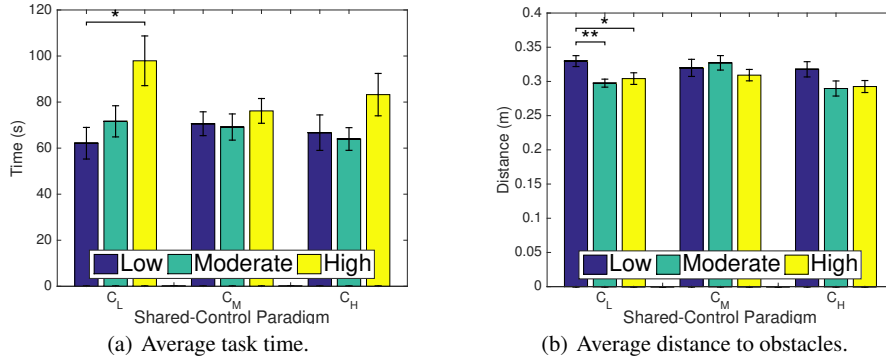 120
100
80
60
40
20
0
Time (s)
*
Low Moderate High
C_L C_M C_H
Shared-Control Paradigm
(a) Average task time.
0.4
0.35
0.3
0.25
0.2
0.15
0.1
0.05
0
Distance (m)
*
**
Low Moderate High
C_L C_M C_H
Shared-Control Paradigm
(b) Average distance to obstacles.